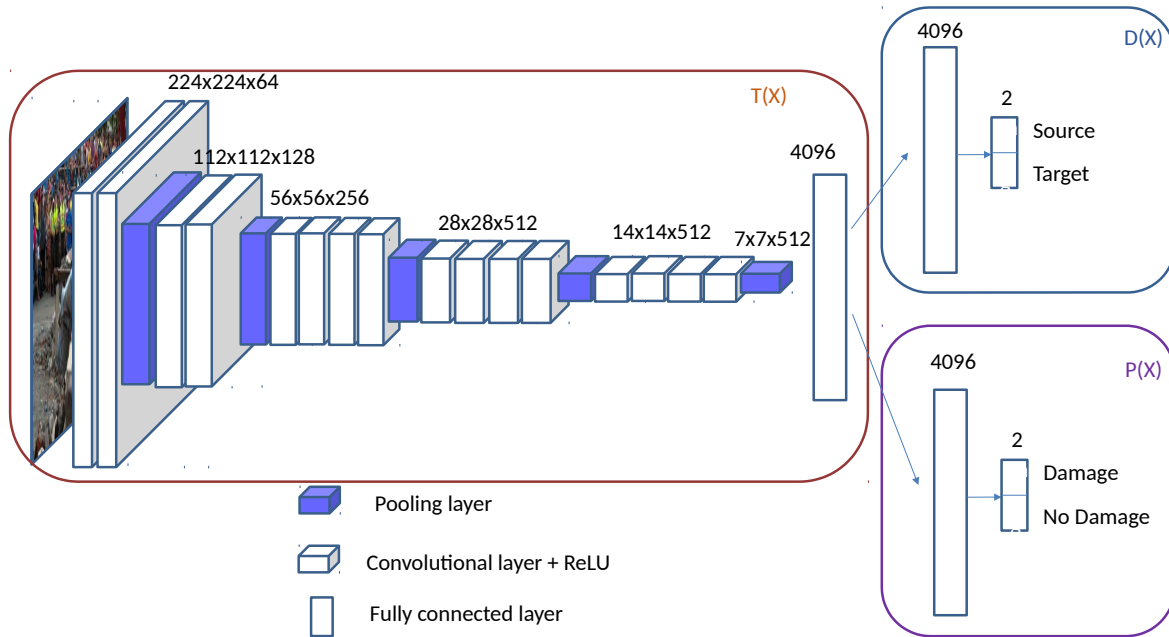 224x224x64
T(X)
112x112x128
56x56x256
28x28x512
14x14x512
7x7x512
4096
4096
D(X)
2
Source
Target
4096
P(X)
2
Damage
No Damage
Pooling layer
Convolutional layer + ReLU
Fully connected layer